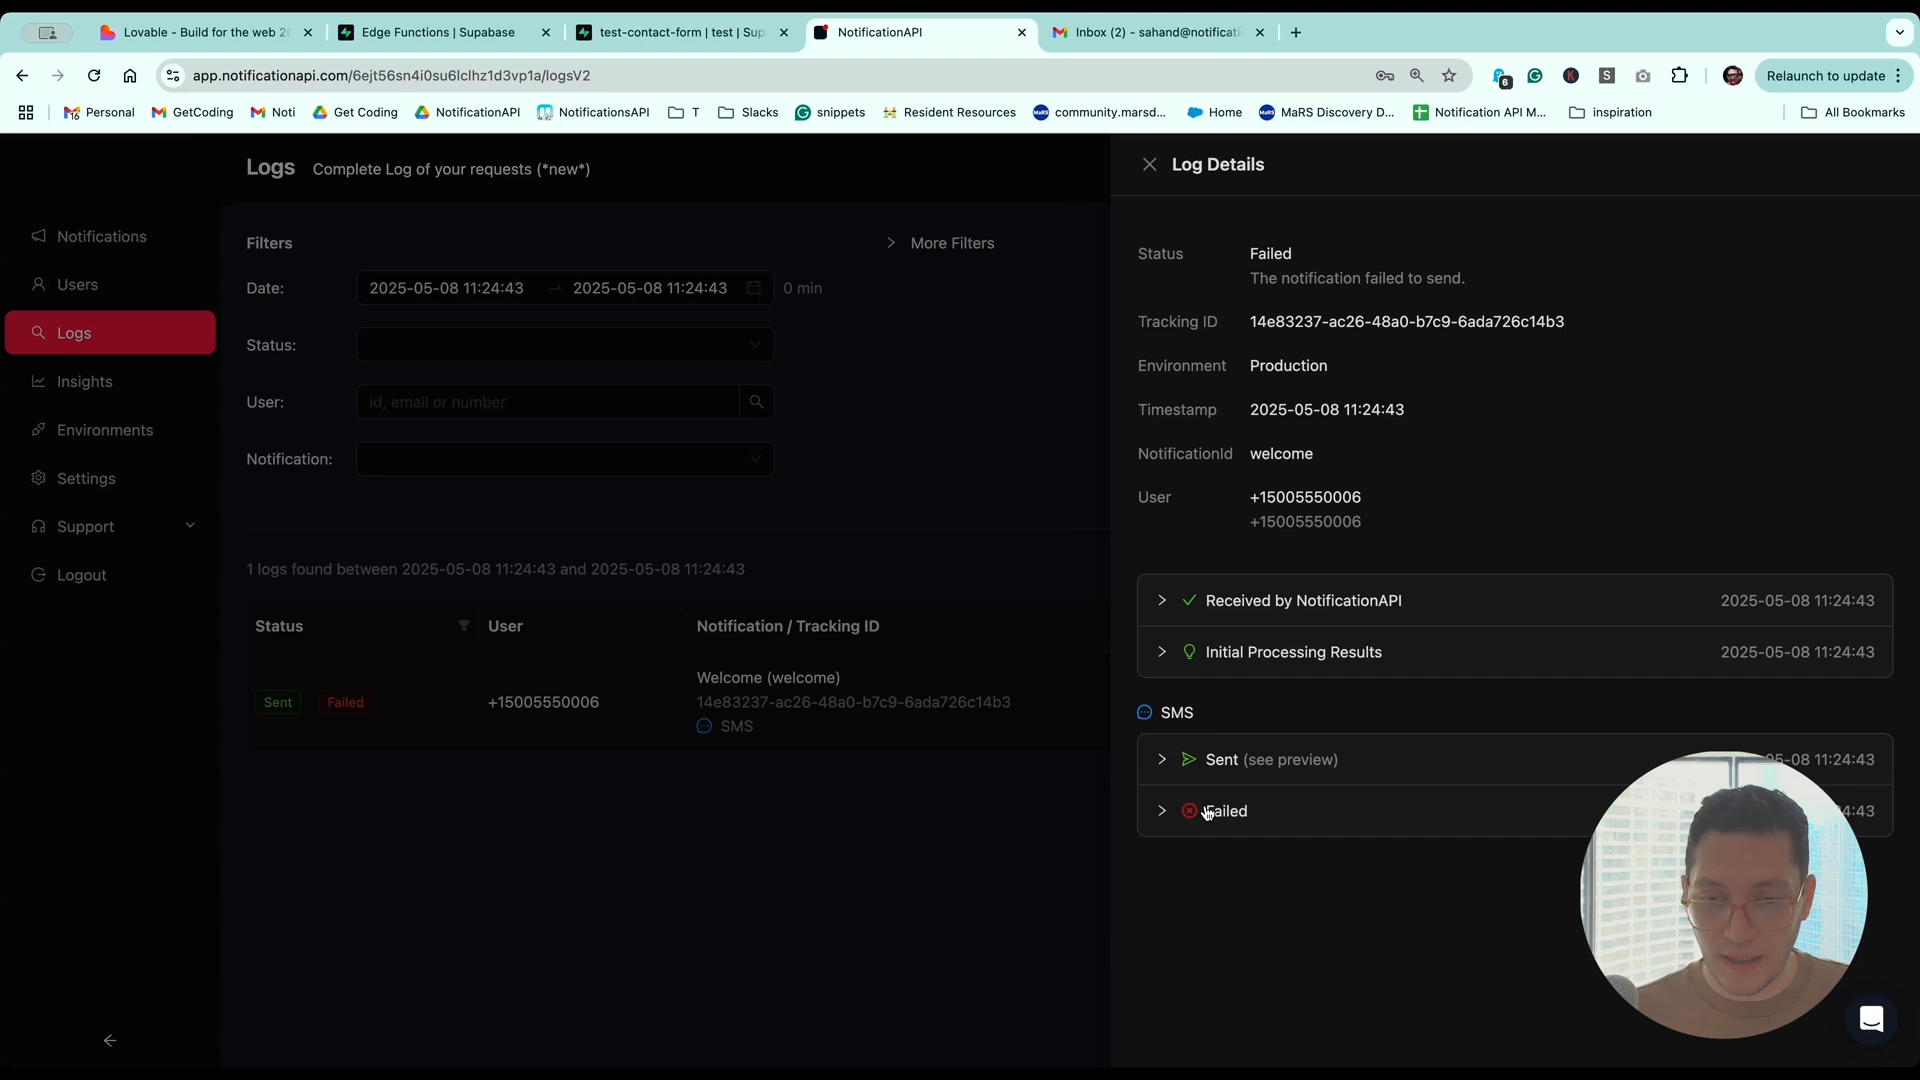 Lovable - Build for the web 2
Edge Functions | Supabase
test-contact-form | test | Sup
NotificationAPI
Inbox (2) - sahand@notificati
app.notificationapi.com/6ejt56sn4i0su6lclhz1d3vp1a/logsV2
6
K
S
Relaunch to update
Personal
GetCoding
Noti
Get Coding
NotificationAPI
NotificationsAPI
T
Slacks
snippets
Resident Resources
community.marsd...
Home
MaRS Discovery D...
Notification API M...
inspiration
All Bookmarks
Logs
Complete Log of your requests (*new*)
Notifications
Users
Logs
Insights
Environments
Settings
Support
Logout
Filters
More Filters
Date:
2025-05-08 11:24:43
2025-05-08 11:24:43
0 min
Status:
User:
id, email or number
Notification:
1 logs found between 2025-05-08 11:24:43 and 2025-05-08 11:24:43
Status
User
Notification / Tracking ID
Sent
Failed
+15005550006
Welcome (welcome)
14e83237-ac26-48a0-b7c9-6ada726c14b3
SMS
Log Details
Status
Failed
The notification failed to send.
Tracking ID
14e83237-ac26-48a0-b7c9-6ada726c14b3
Environment
Production
Timestamp
2025-05-08 11:24:43
NotificationId
welcome
User
+15005550006
+15005550006
Received by NotificationAPI
2025-05-08 11:24:43
Initial Processing Results
2025-05-08 11:24:43
SMS
Sent (see preview)
05-08 11:24:43
Failed
4:43